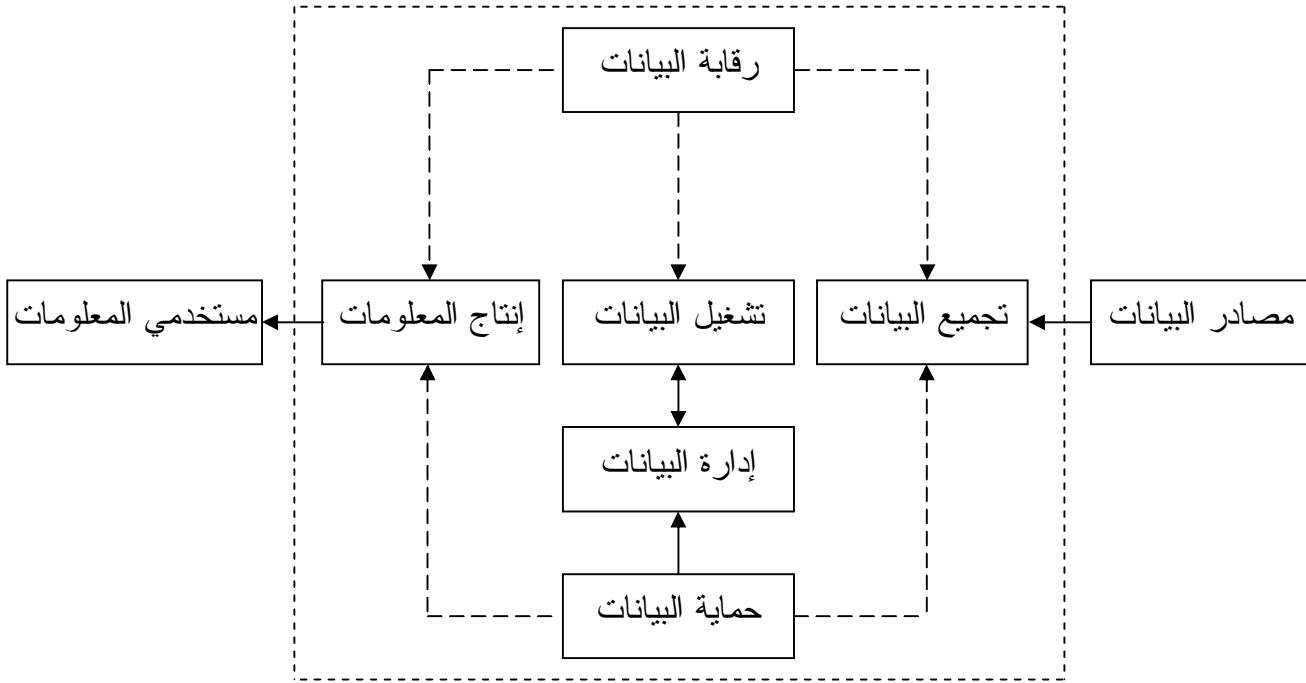 رقابة البيانات
مصادر البيانات
تجميع البيانات
تشغيل البيانات
إنتاج المعلومات
مستخدمي المعلومات
إدارة البيانات
حماية البيانات